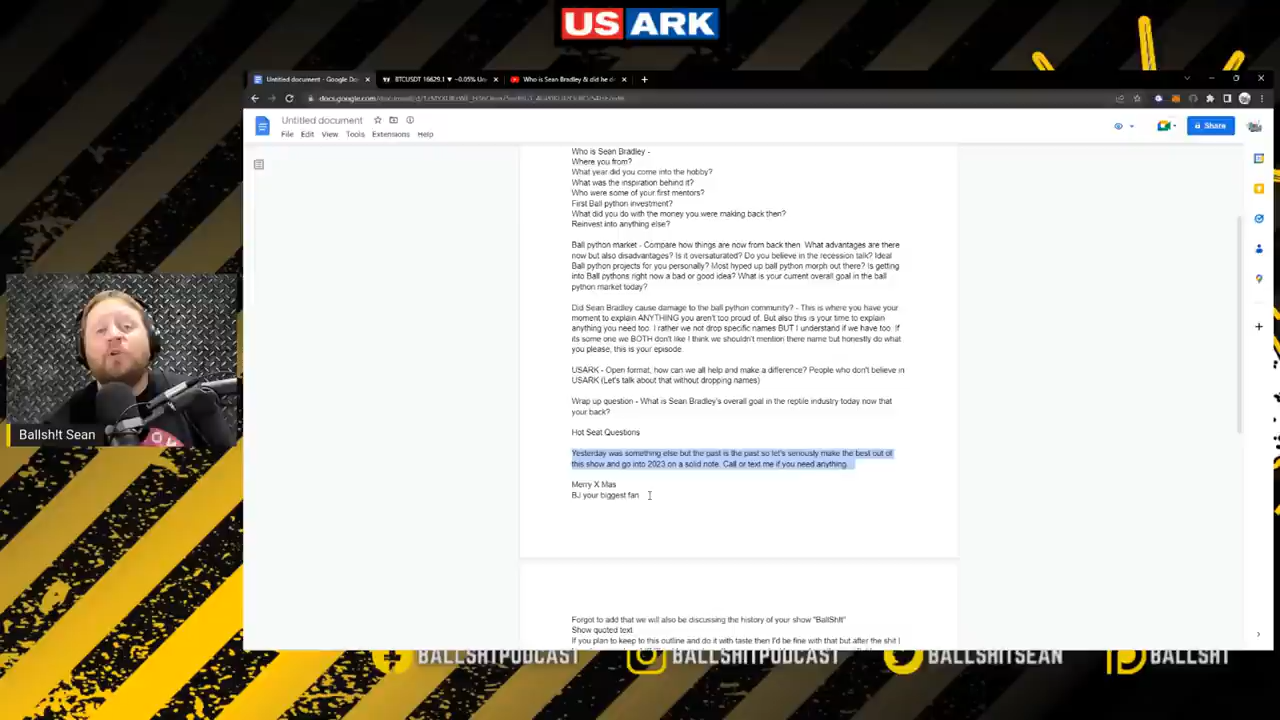 US ARK
Untitled document - Google Do
BTCUSDT 16629.1 ▼ −0.05% Un
Who is Sean Bradley & did he d
Untitled document
File Edit View Tools Extensions Help
Share
Who is Sean Bradley -
Where you from?
What year did you come into the hobby?
What was the inspiration behind it?
Who were some of your first mentors?
First Ball python investment?
What did you do with the money you were making back then?
Reinvest into anything else?
Ball python market - Compare how things are now from back then. What advantages are there
now but also disadvantages? Is it oversaturated? Do you believe in the recession talk? Ideal
Ball python projects for you personally? Most hyped up ball python morph out there? Is getting
into Ball pythons right now a bad or good idea? What is your current overall goal in the ball
python market today?
Did Sean Bradley cause damage to the ball python community? - This is where you have your
moment to explain ANYTHING you aren't too proud of. But also this is your time to explain
anything you need too. I rather we not drop specific names BUT I understand if we have too. If
its some one we BOTH don't like I think we shouldn't mention there name but honestly do what
you please, this is your episode.
USARK - Open format, how can we all help and make a difference? People who don't believe in
USARK (Let's talk about that without dropping names)
Wrap up question - What is Sean Bradley's overall goal in the reptile industry today now that
your back?
Hot Seat Questions
Yesterday was something else but the past is the past so let's seriously make the best out of
this show and go into 2023 on a solid note. Call or text me if you need anything.
Merry X Mas
BJ your biggest fan
Forgot to add that we will also be discussing the history of your show "BallSh!t"
Show quoted text
If you plan to keep to this outline and do it with taste then I'd be fine with that but after the shit I
Ballsh!t Sean
BALLSHITPODCAST
BALLSHITPODCAST
BALLSHITSEAN
BALLSH!T